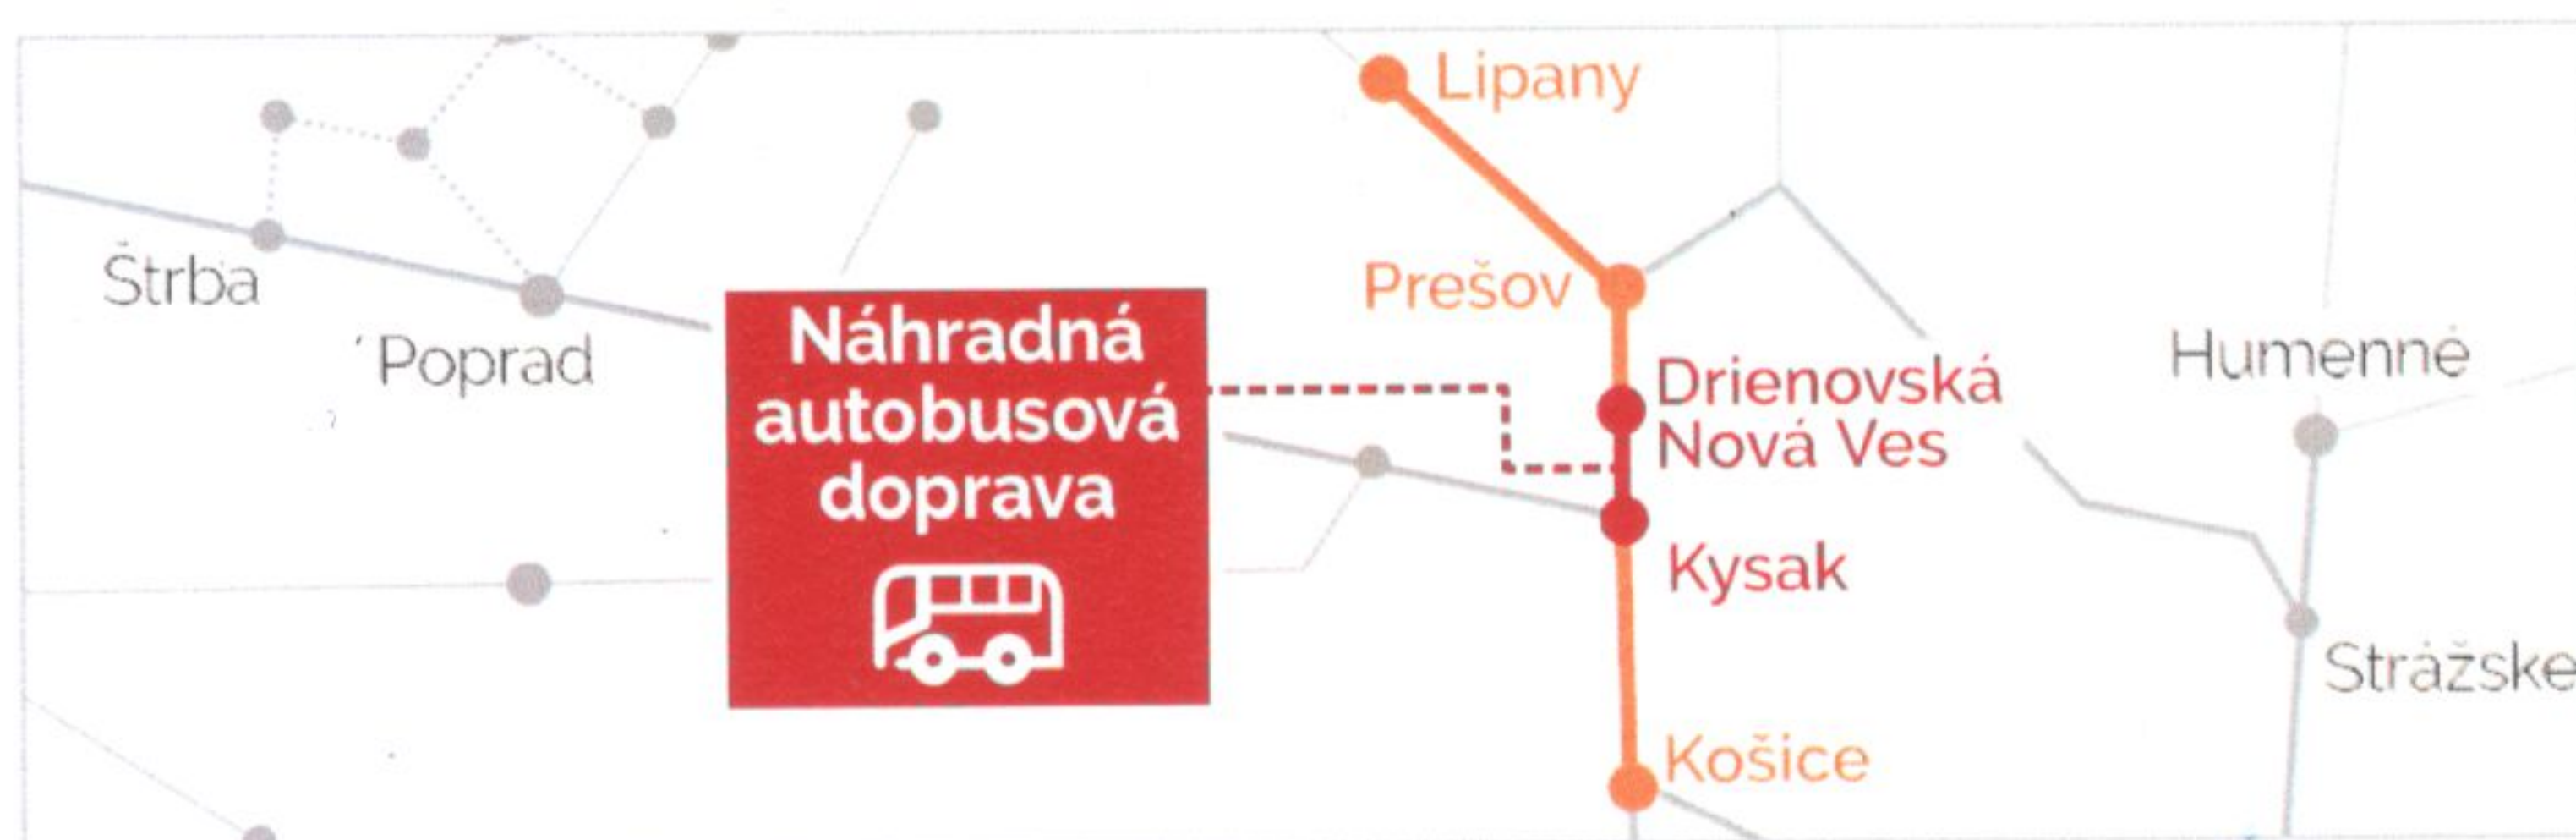 Lipany
Štrba
Poprad
Náhradná
autobusová
doprava
Prešov
Drienovská
Nová Ves
Kysak
Košice
Humenné
Strážske